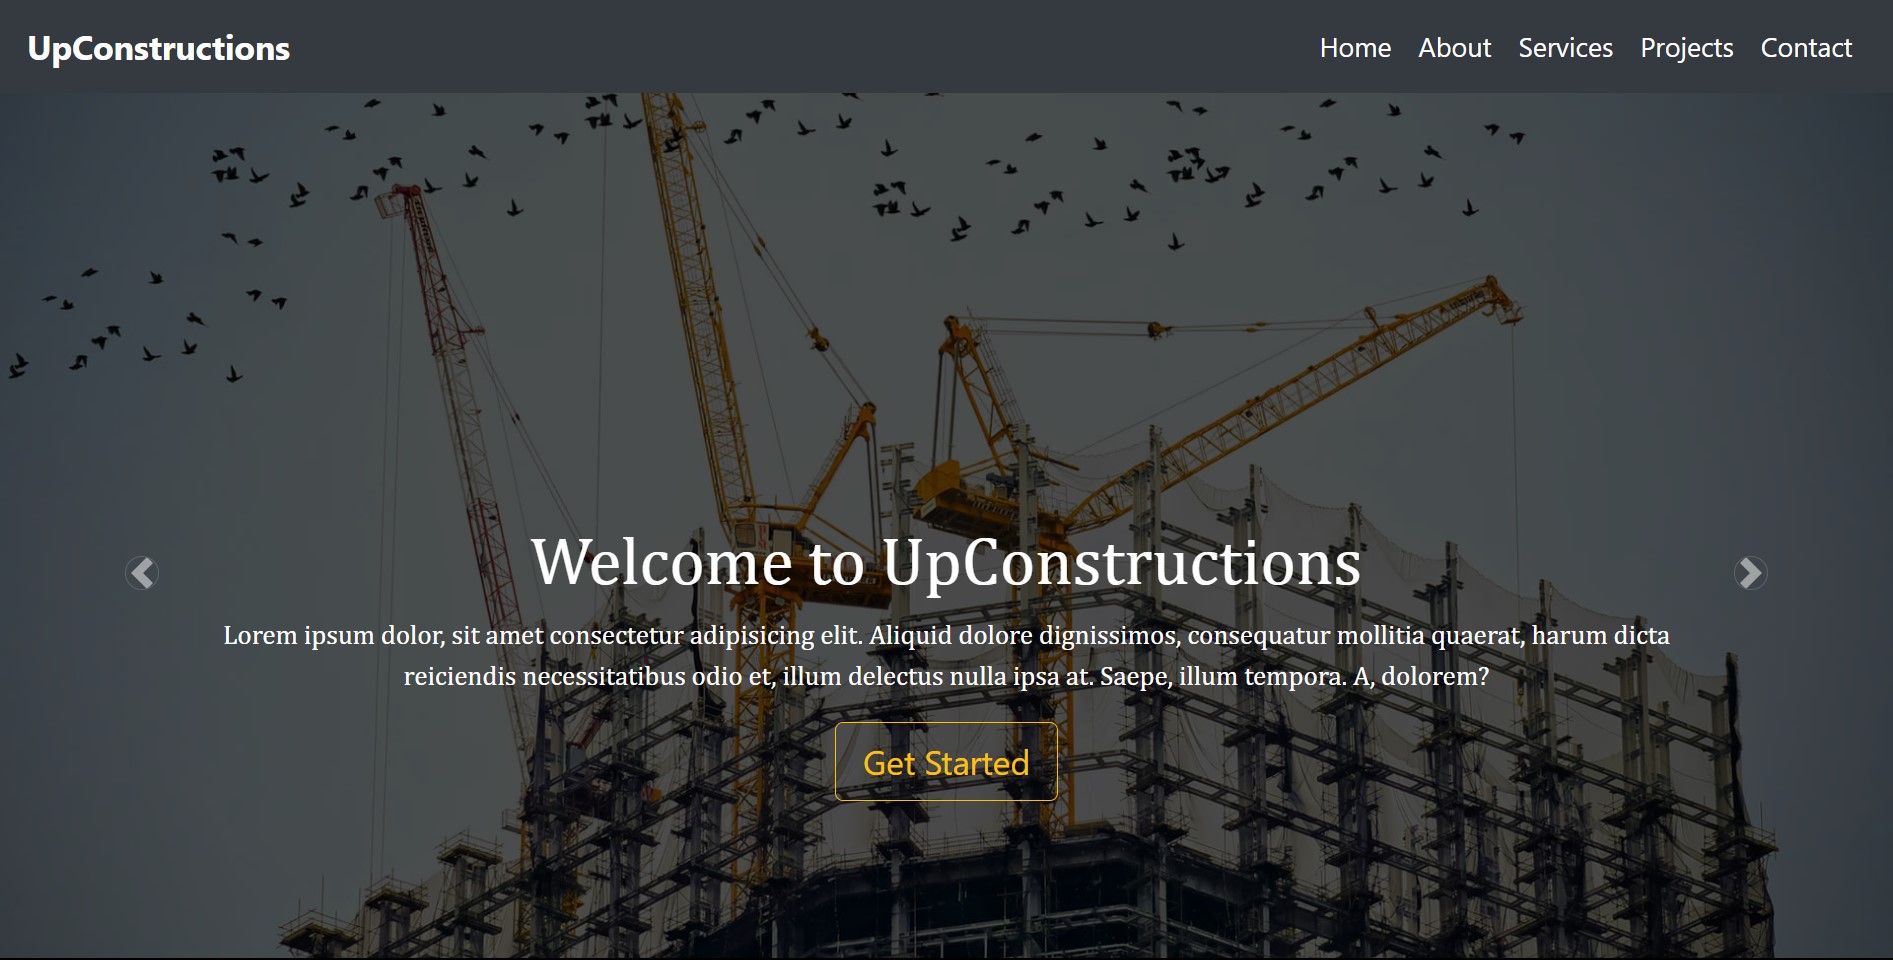 UpConstructions
Home About Services Projects Contact
Welcome to UpConstructions
Lorem ipsum dolor, sit amet consectetur adipisicing elit. Aliquid dolore dignissimos, consequatur mollitia quaerat, harum dicta
reiciendis necessitatibus odio et, illum delectus nulla ipsa at. Saepe, illum tempora. A, dolorem?
Get Started